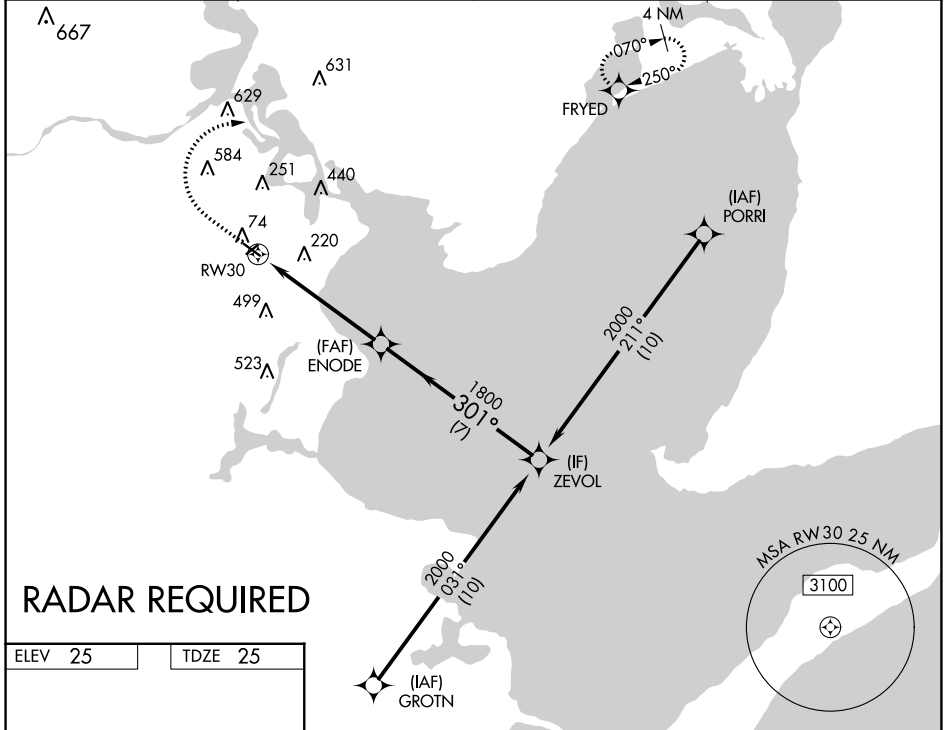 667
4 NM
070°
250°
FRYED
631
629
584
251
440
74
220
RW30
499
523
(IAF)
PORRI
2000
211°
(10)
(FAF)
ENODE
1800
301°
(7)
(IF)
ZEVOL
2000
031°
(10)
(IAF)
GROTN
MSA RW30 25 NM
3100
RADAR REQUIRED
ELEV 25
TDZE 25